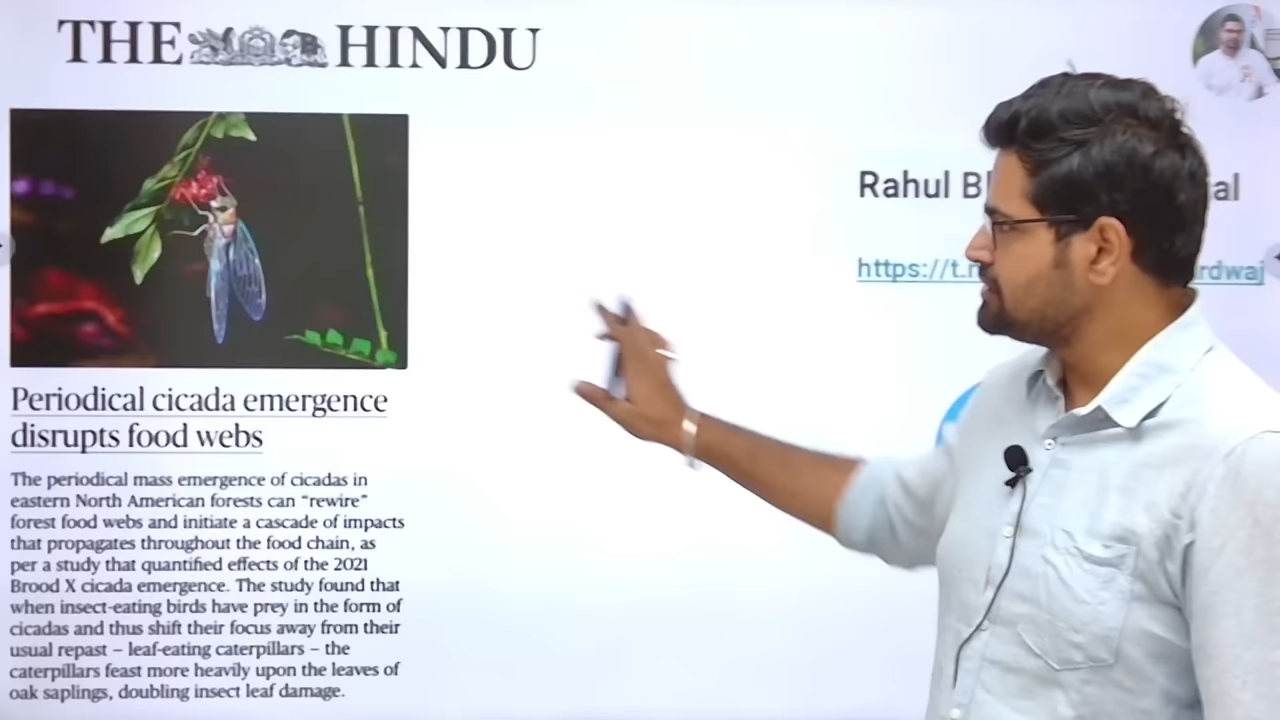 THE HINDU
Rahul
https://t.
rdwaj
Periodical cicada emergence
disrupts food webs
The periodical mass emergence of cicadas in
eastern North American forests can “rewire”
forest food webs and initiate a cascade of impacts
that propagates throughout the food chain, as
per a study that quantified effects of the 2021
Brood X cicada emergence. The study found that
when insect-eating birds have prey in the form of
cicadas and thus shift their focus away from their
usual repast – leaf-eating caterpillars – the
caterpillars feast more heavily upon the leaves of
oak saplings, doubling insect leaf damage.